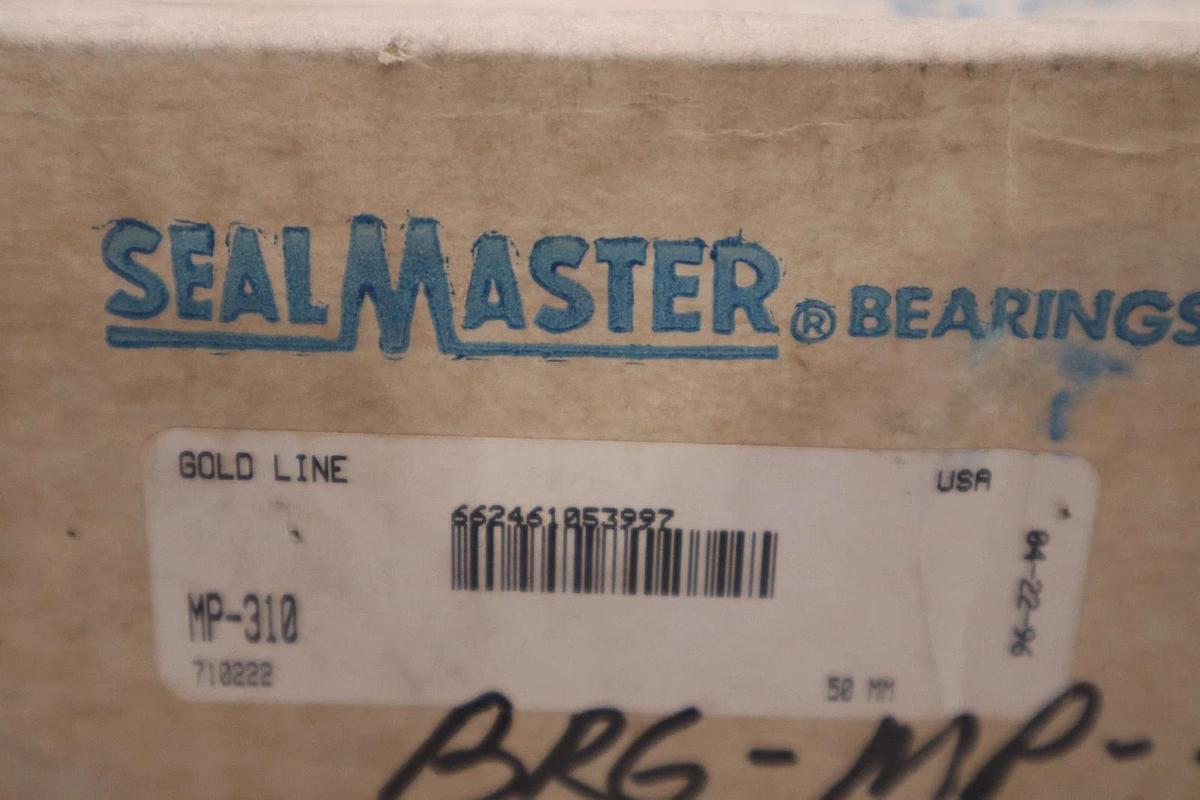 SEALMASTER® BEARINGS
GOLD LINE
USA
662461053997
04-22-96
MP-310
710222
50 MM
BRG-MP-